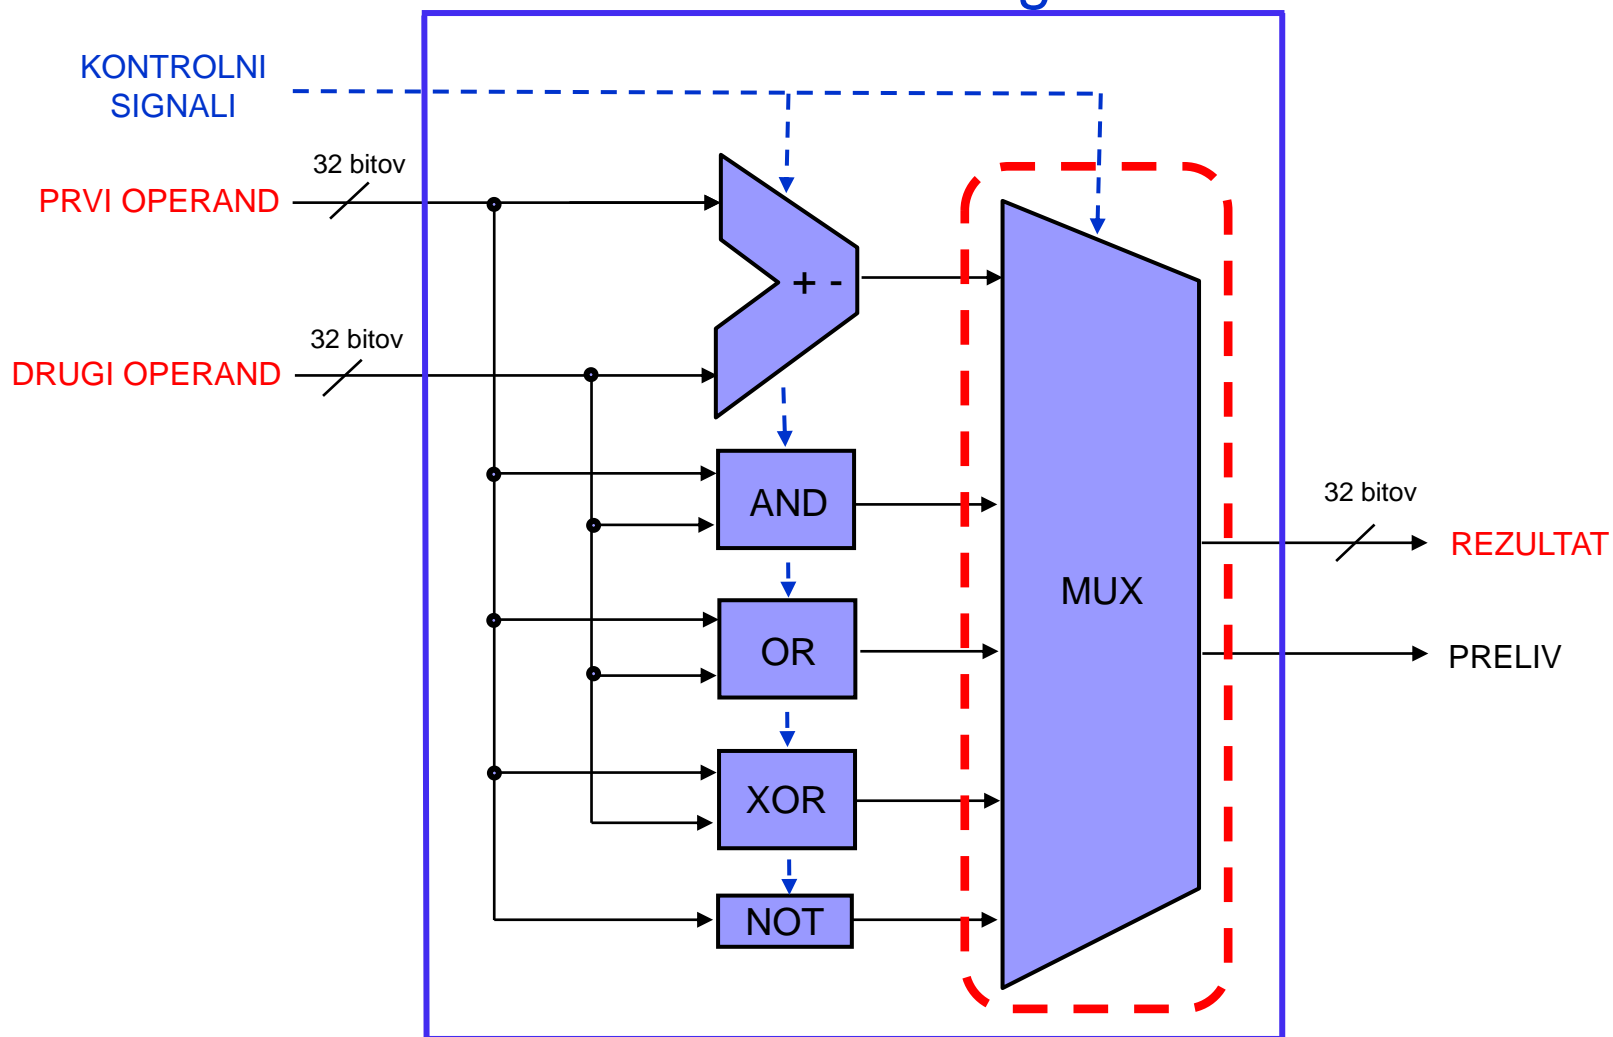 KONTROLNI
SIGNALI
32 bitov
PRVI OPERAND
+ -
32 bitov
DRUGI OPERAND
AND
32 bitov
REZULTAT
MUX
OR
PRELIV
XOR
NOT